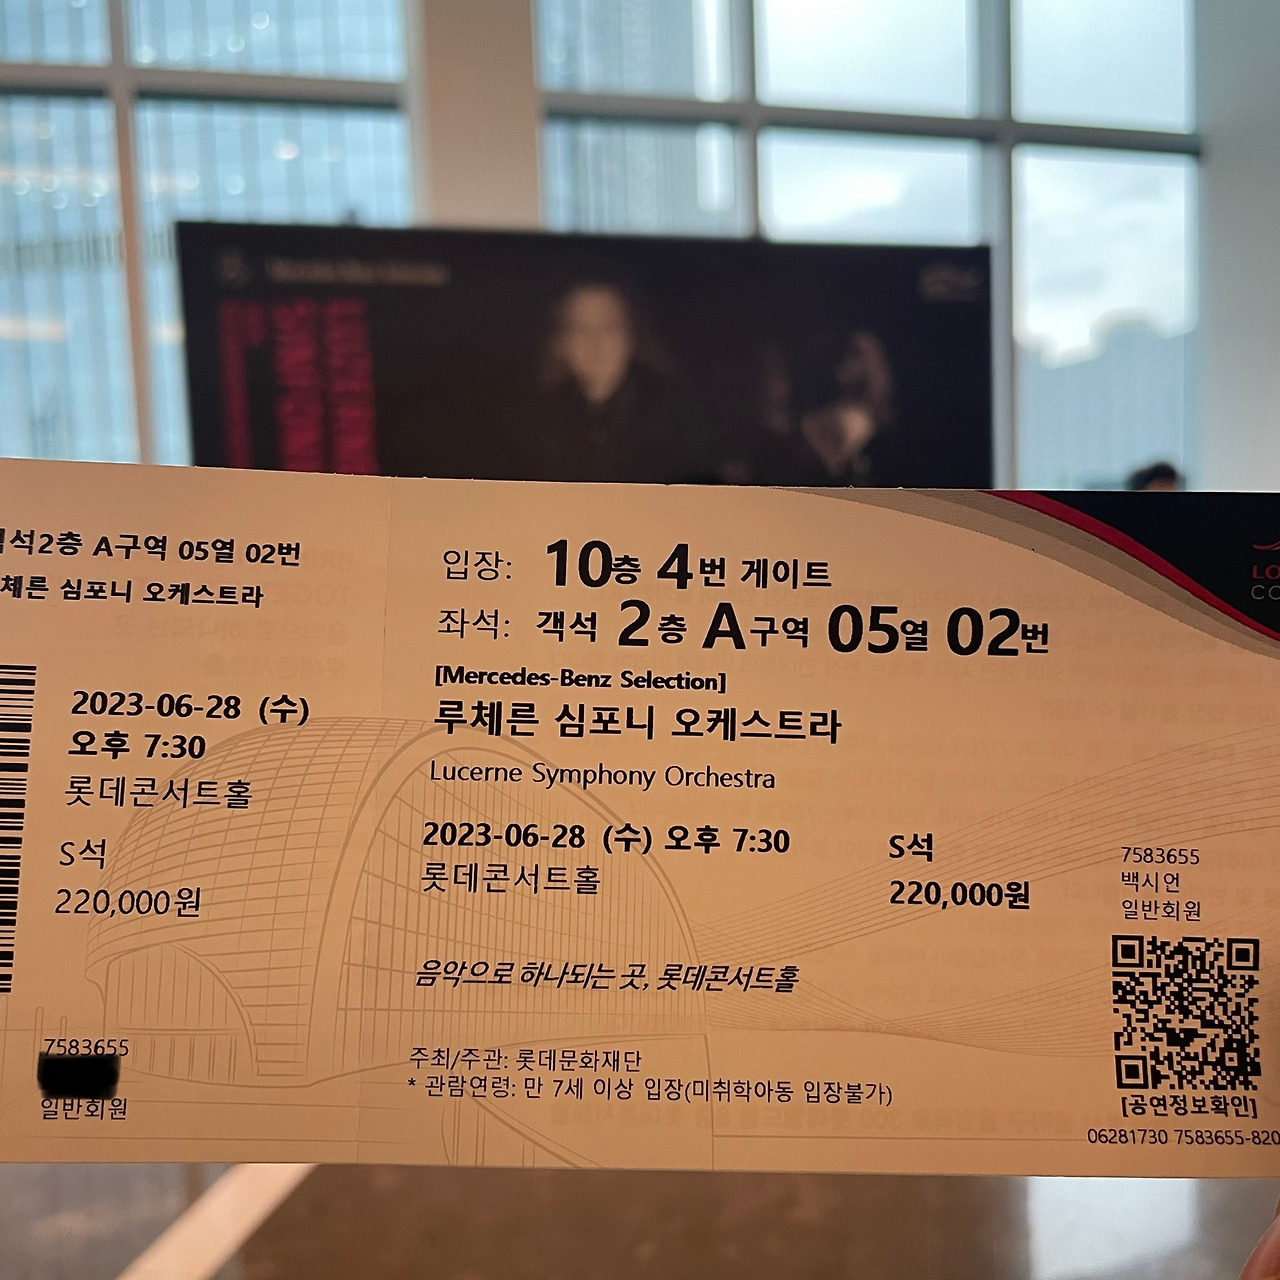 석2층 A구역 05열 02번
체른 심포니 오케스트라
2023-06-28 (수)
오후 7:30
롯데콘서트홀
S석
220,000원
7583655
일반회원
입장: 10층 4번 게이트
좌석: 객석 2층 A구역 05열 02번
[Mercedes-Benz Selection]
루체른 심포니 오케스트라
Lucerne Symphony Orchestra
2023-06-28 (수) 오후 7:30
롯데콘서트홀
S석
220,000원
음악으로 하나되는 곳, 롯데콘서트홀
주최/주관: 롯데문화재단
* 관람연령: 만 7세 이상 입장(미취학아동 입장불가)
LO
CO
7583655
백시언
일반회원
[공연정보확인]
06281730 7583655-820